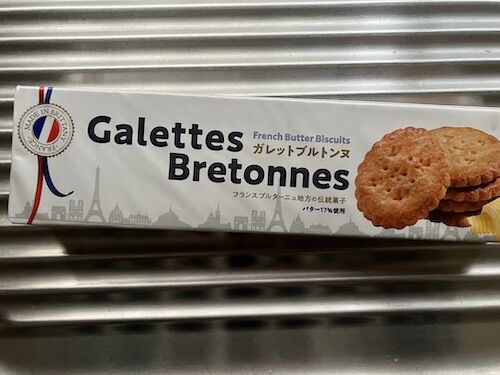 MADE IN BRITTANY
FRANCE
Galettes
Bretonnes
French Butter Biscuits
ガレットブルトンヌ
フランス ブルターニュ地方の伝統菓子
バター17%使用